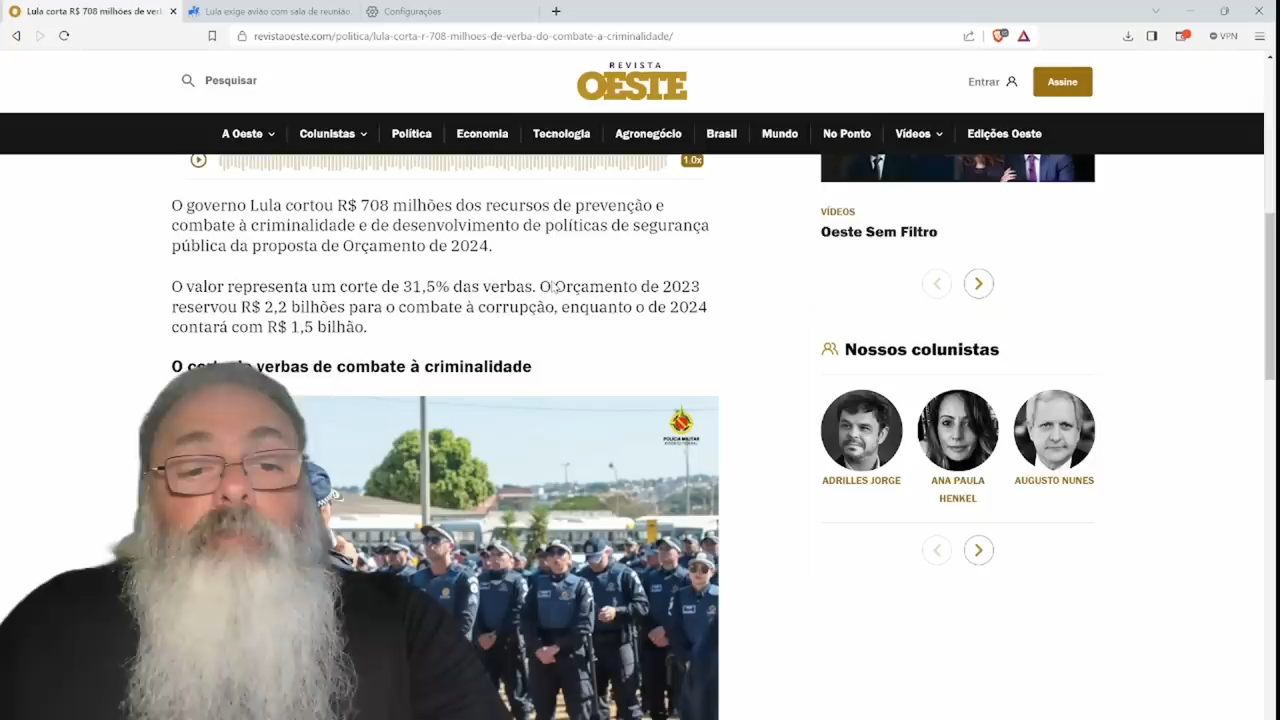 Lula corta R$ 708 milhões de ver
Lula exige avião com sala de reunião
Configurações
revistaoeste.com/politica/lula-corta-r-708-milhoes-de-verba-do-combate-a-criminalidade/
VPN
Pesquisar
REVISTA
OESTE
Entrar
Assine
A Oeste
Colunistas
Política
Economia
Tecnologia
Agronegócio
Brasil
Mundo
No Ponto
Vídeos
Edições Oeste
1.0x
O governo Lula cortou R$ 708 milhões dos recursos de prevenção e
combate à criminalidade e de desenvolvimento de políticas de segurança
pública da proposta de Orçamento de 2024.
O valor representa um corte de 31,5% das verbas. O Orçamento de 2023
reservou R$ 2,2 bilhões para o combate à corrupção, enquanto o de 2024
contará com R$ 1,5 bilhão.
O verbas de combate à criminalidade
POLÍCIA MILITAR
VÍDEOS
Oeste Sem Filtro
Nossos colunistas
ADRILLES JORGE
ANA PAULA
HENKEL
AUGUSTO NUNES